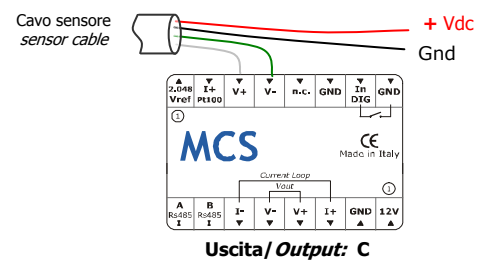 Cavo sensore
sensor cable
+ Vdc
Gnd
2.048 Vref
I+ Pt100
V+
V-
n.c.
GND
In DIG
GND
1
MCS
CE
Made in Italy
Current Loop
Vout
1
A Rs485 I
B Rs485 I
I-
V-
V+
I+
GND
12V
Uscita/Output: C